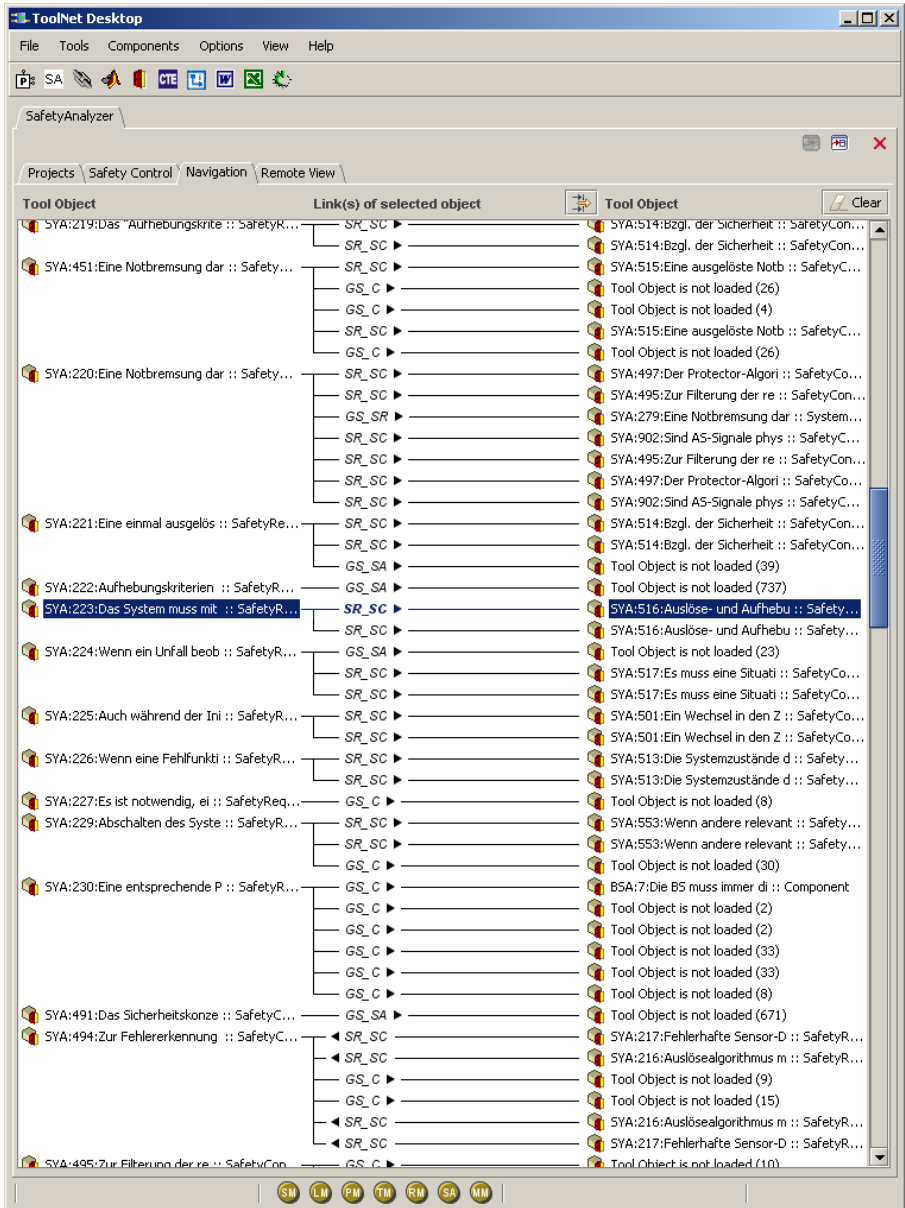 ToolNet Desktop
File Tools Components Options View Help
P SA CTE W X
SafetyAnalyzer
Projects Safety Control Navigation Remote View
Tool Object Link(s) of selected object Tool Object Clear
SYA:219:Das "Aufhebungskrite :: SafetyR... SR_SC SYA:514:Bzgl. der Sicherheit :: SafetyCon...
SR_SC SYA:514:Bzgl. der Sicherheit :: SafetyCon...
SYA:451:Eine Notbremsung dar :: Safety... SR_SC SYA:515:Eine ausgelöste Notb :: SafetyC...
GS_C Tool Object is not loaded (26)
GS_C Tool Object is not loaded (4)
SR_SC SYA:515:Eine ausgelöste Notb :: SafetyC...
GS_C Tool Object is not loaded (26)
SYA:220:Eine Notbremsung dar :: Safety... SR_SC SYA:497:Der Protector-Algori :: SafetyCo...
SR_SC SYA:495:Zur Filterung der re :: SafetyCon...
GS_SR SYA:279:Eine Notbremsung dar :: System...
SR_SC SYA:902:Sind AS-Signale phys :: SafetyC...
SR_SC SYA:495:Zur Filterung der re :: SafetyCon...
SR_SC SYA:497:Der Protector-Algori :: SafetyCo...
SR_SC SYA:902:Sind AS-Signale phys :: SafetyC...
SYA:221:Eine einmal ausgelös :: SafetyRe... SR_SC SYA:514:Bzgl. der Sicherheit :: SafetyCon...
SR_SC SYA:514:Bzgl. der Sicherheit :: SafetyCon...
GS_SA Tool Object is not loaded (39)
SYA:222:Aufhebungskriterien :: SafetyR... GS_SA Tool Object is not loaded (737)
SYA:223:Das System muss mit :: SafetyR... SR_SC SYA:516:Auslöse- und Aufhebu :: Safety...
SR_SC SYA:516:Auslöse- und Aufhebu :: Safety...
SYA:224:Wenn ein Unfall beob :: SafetyR... GS_SA Tool Object is not loaded (23)
SR_SC SYA:517:Es muss eine Situati :: SafetyCo...
SR_SC SYA:517:Es muss eine Situati :: SafetyCo...
SYA:225:Auch während der Ini :: SafetyR... SR_SC SYA:501:Ein Wechsel in den Z :: SafetyCo...
SR_SC SYA:501:Ein Wechsel in den Z :: SafetyCo...
SYA:226:Wenn eine Fehlfunkti :: SafetyR... SR_SC SYA:513:Die Systemzustände d :: Safety...
SR_SC SYA:513:Die Systemzustände d :: Safety...
SYA:227:Es ist notwendig, ei :: SafetyReq... GS_C Tool Object is not loaded (8)
SYA:229:Abschalten des Syste :: SafetyR... SR_SC SYA:553:Wenn andere relevant :: Safety...
SR_SC SYA:553:Wenn andere relevant :: Safety...
GS_C Tool Object is not loaded (30)
SYA:230:Eine entsprechende P :: SafetyR... GS_C BSA:7:Die BS muss immer di :: Component
GS_C Tool Object is not loaded (2)
GS_C Tool Object is not loaded (2)
GS_C Tool Object is not loaded (33)
GS_C Tool Object is not loaded (33)
GS_C Tool Object is not loaded (8)
SYA:491:Das Sicherheitskonze :: SafetyC... GS_SA Tool Object is not loaded (671)
SYA:494:Zur Fehlererkennung :: SafetyC... SR_SC SYA:217:Fehlerhafte Sensor-D :: SafetyR...
SR_SC SYA:216:Auslösealgorithmus m :: SafetyR...
GS_C Tool Object is not loaded (9)
GS_C Tool Object is not loaded (15)
SR_SC SYA:216:Auslösealgorithmus m :: SafetyR...
SR_SC SYA:217:Fehlerhafte Sensor-D :: SafetyR...
SYA:495:Zur Filterung der re :: SafetyCon... GS_C Tool Object is not loaded (10)
SM LM PM TM RM SA MM